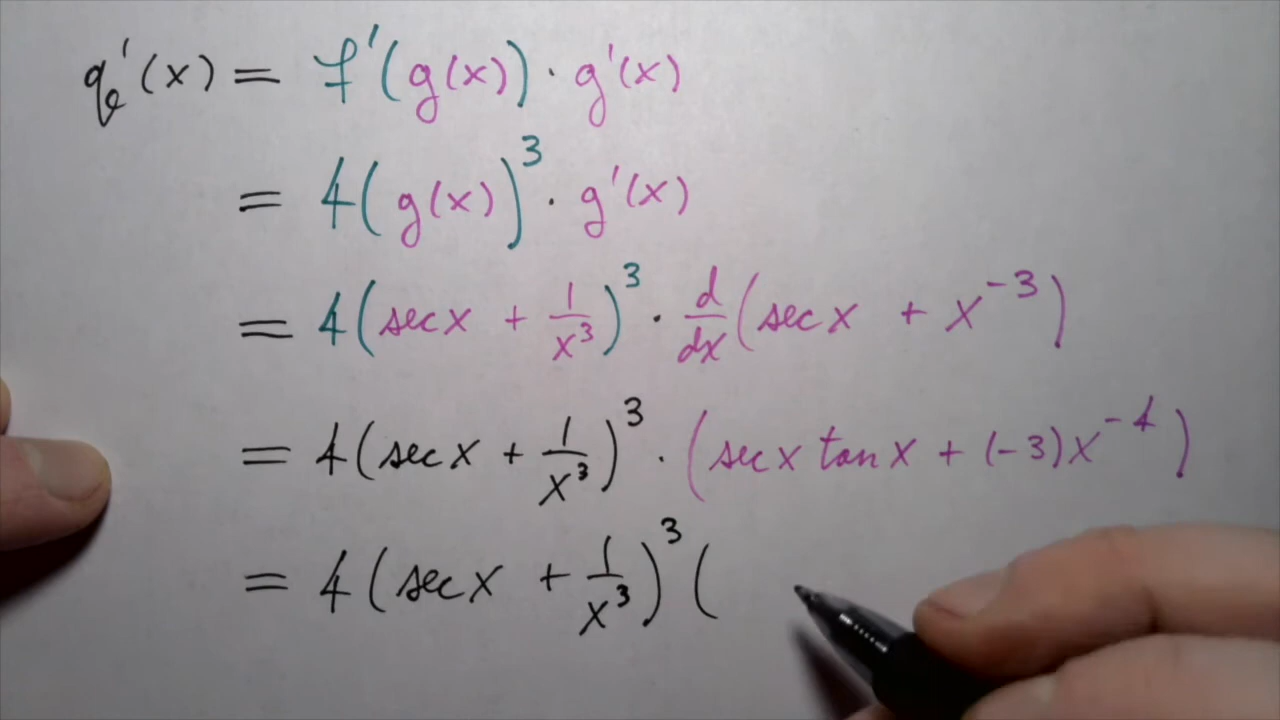 q'(x) = f'(g(x)) · g'(x)
= 4(g(x))³ · g'(x)
= 4(sec x + 1/x³)³ · d/dx(sec x + x⁻³)
= 4(sec x + 1/x³)³ · (sec x tan x + (-3)x⁻⁴)
= 4(sec x + 1/x³)³ (